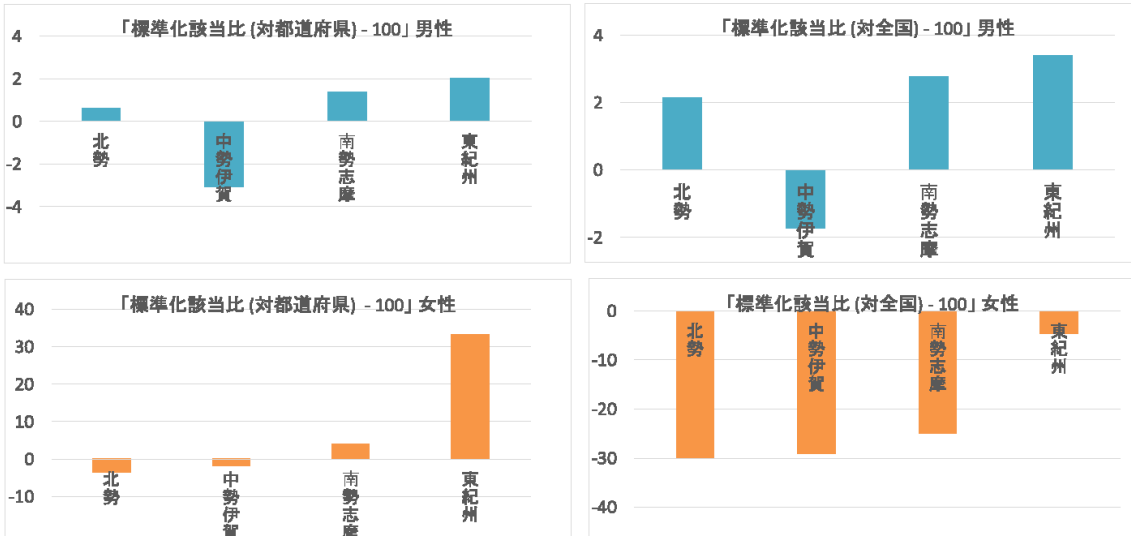 「標準化該当比 (対都道府県) - 100」 男性
4
2
0
-2
-4
北勢
中勢伊賀
南勢志摩
東紀州
「標準化該当比 (対全国) - 100」 男性
4
2
0
-2
北勢
中勢伊賀
南勢志摩
東紀州
「標準化該当比 (対都道府県) - 100」 女性
40
30
20
10
0
-10
北勢
中勢伊賀
南勢志摩
東紀州
「標準化該当比 (対全国) - 100」 女性
0
-10
-20
-30
-40
北勢
中勢伊賀
南勢志摩
東紀州